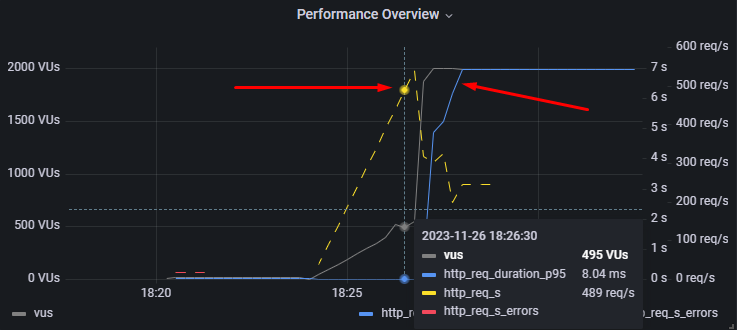 Performance Overview
600 req/s
2000 VUs
7 s
500 req/s
6 s
1500 VUs
5 s
400 req/s
4 s
300 req/s
1000 VUs
3 s
200 req/s
500 VUs
2 s
100 req/s
1 s
0 VUs
0 s
0 req/s
18:20
18:25
2023-11-26 18:26:30
vus 495 VUs
http_req_duration_p95 8.04 ms
http_req_s 489 req/s
http_req_s_errors
vus
http_re
http_req_s_errors